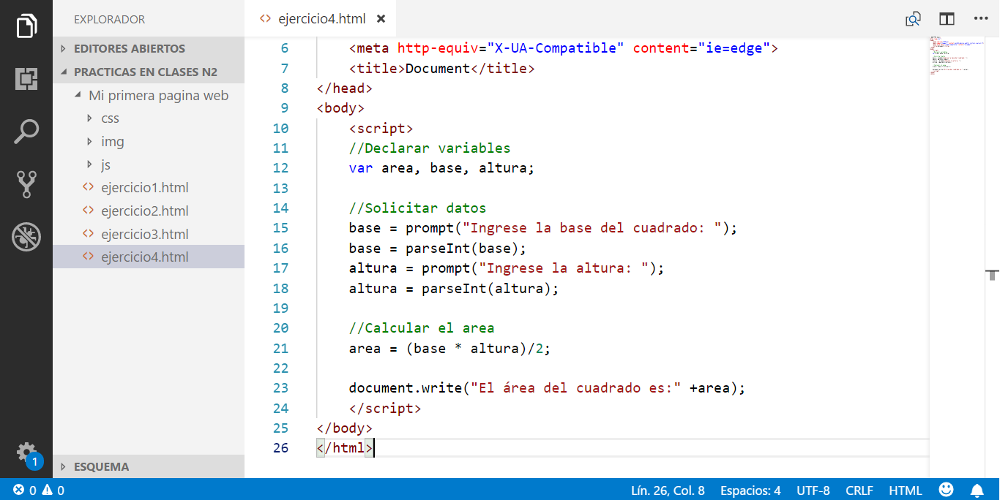 EXPLORADOR
EDITORES ABIERTOS
PRACTICAS EN CLASES N2
Mi primera pagina web
css
img
js
ejercicio1.html
ejercicio2.html
ejercicio3.html
ejercicio4.html
ESQUEMA
1
ejercicio4.html
6 <meta http-equiv="X-UA-Compatible" content="ie=edge">
7 <title>Document</title>
8 </head>
9 <body>
10 <script>
11 //Declarar variables
12 var area, base, altura;
13
14 //Solicitar datos
15 base = prompt("Ingrese la base del cuadrado: ");
16 base = parseInt(base);
17 altura = prompt("Ingrese la altura: ");
18 altura = parseInt(altura);
19
20 //Calcular el area
21 area = (base * altura)/2;
22
23 document.write("El área del cuadrado es:" +area);
24 </script>
25 </body>
26 </html>
0 0 Lín. 26, Col. 8 Espacios: 4 UTF-8 CRLF HTML